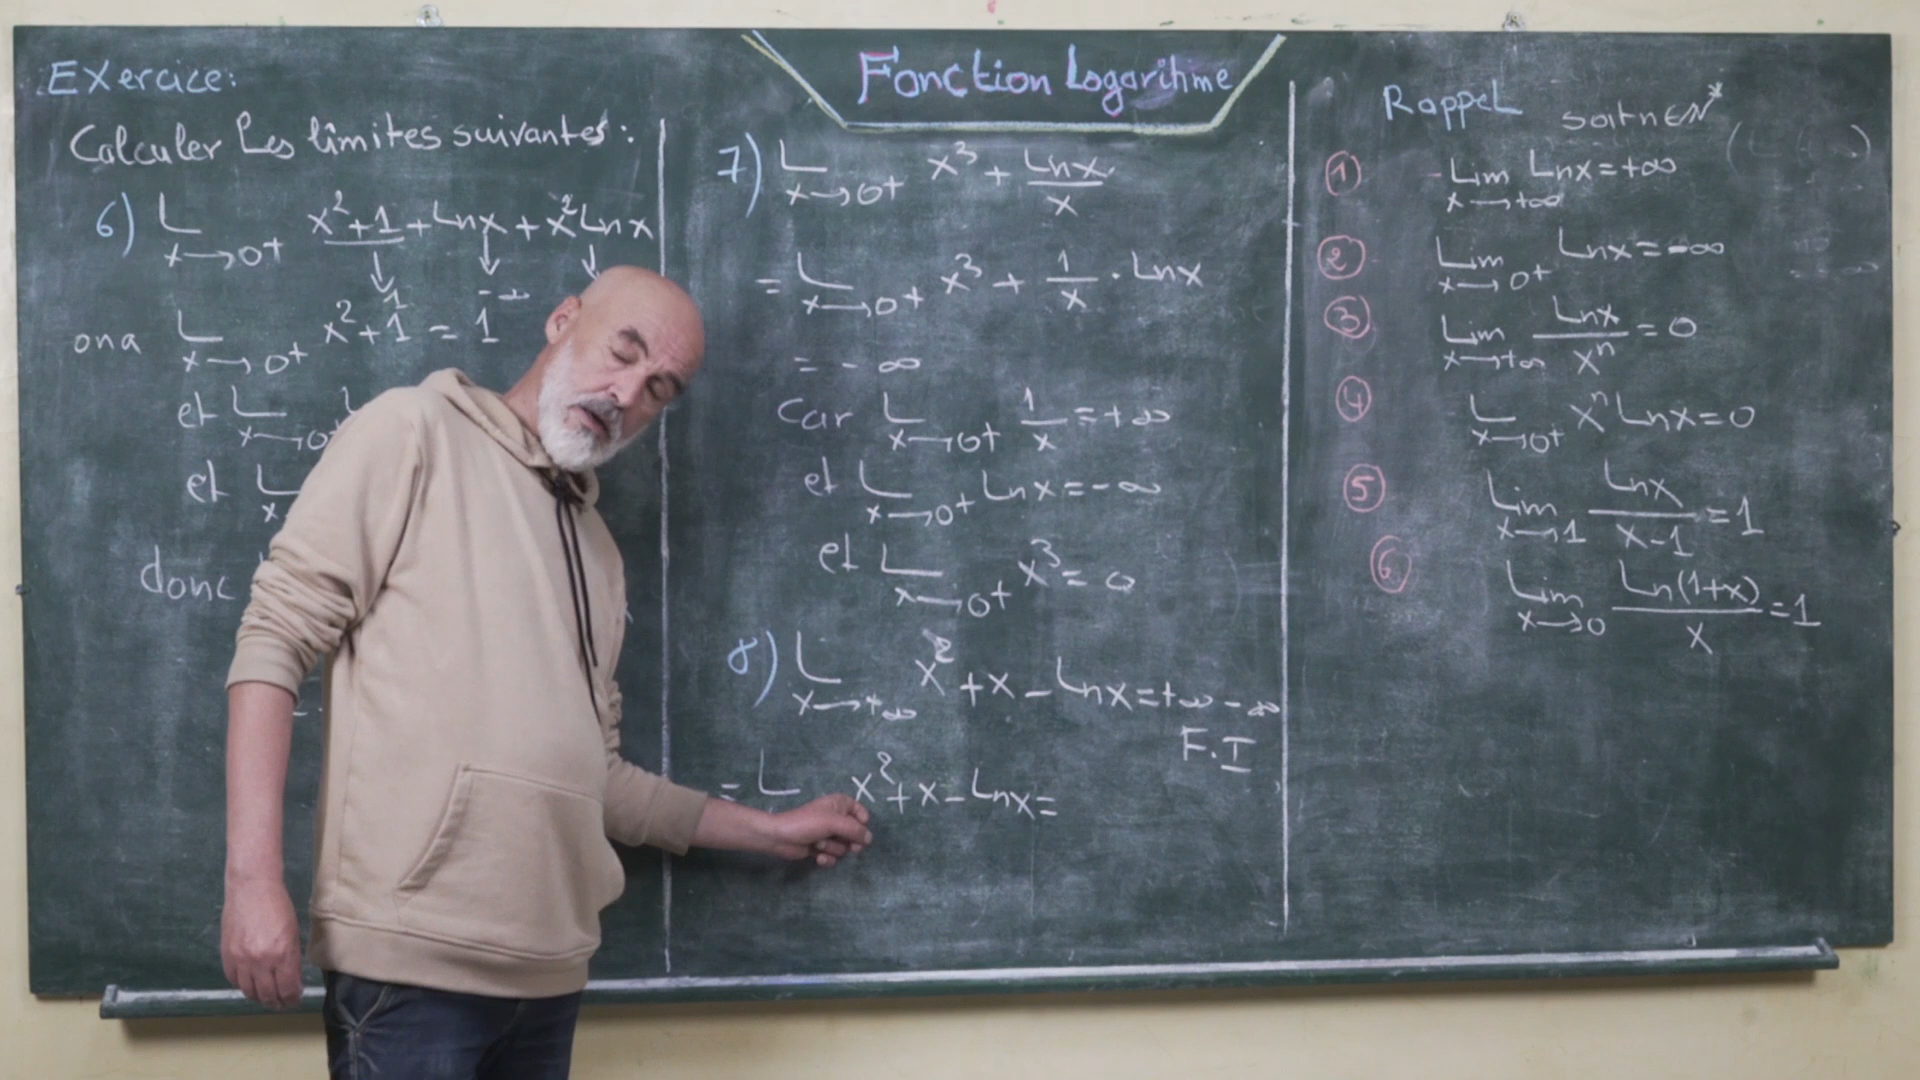 Fonction Logarithme
Exercice:
Calculer Les limites suivantes:
6) L x→0+ x²+1+Lnx+x²Lnx
1 -∞
ona L x→0+ x²+1 = 1
et L x→0+
et L x
donc
7) L x→0+ x³ + Lnx/x
= L x→0+ x³ + 1/x · Lnx
= -∞
Car L x→0+ 1/x = +∞
et L x→0+ Lnx = -∞
et L x→0+ x³ = 0
8) L x→+∞ x²+x-Lnx=+∞-∞
F.I
= L x²+x-Lnx=
Rappel soit n∈N*
① Lim x→+∞ Lnx=+∞
② Lim x→0+ Lnx=-∞
③ Lim x→+∞ Lnx/xⁿ = 0
④ L x→0+ xⁿLnx=0
⑤ Lim x→1 Lnx/x-1 = 1
⑥ Lim x→0 Ln(1+x)/x = 1